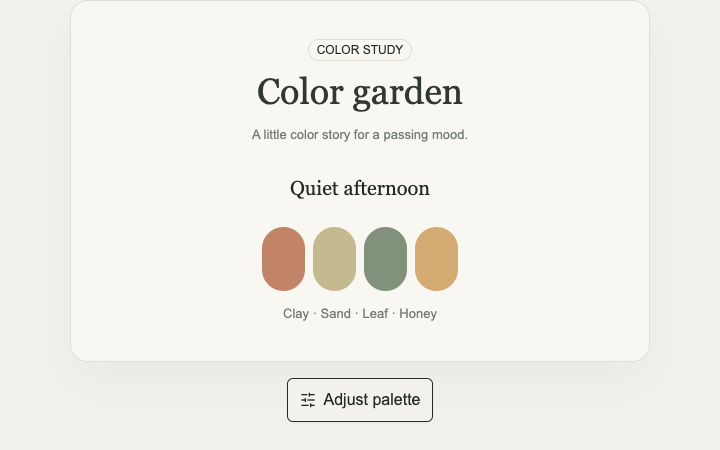 COLOR STUDY
Color garden
A little color story for a passing mood.
Quiet afternoon
Clay · Sand · Leaf · Honey
Adjust palette